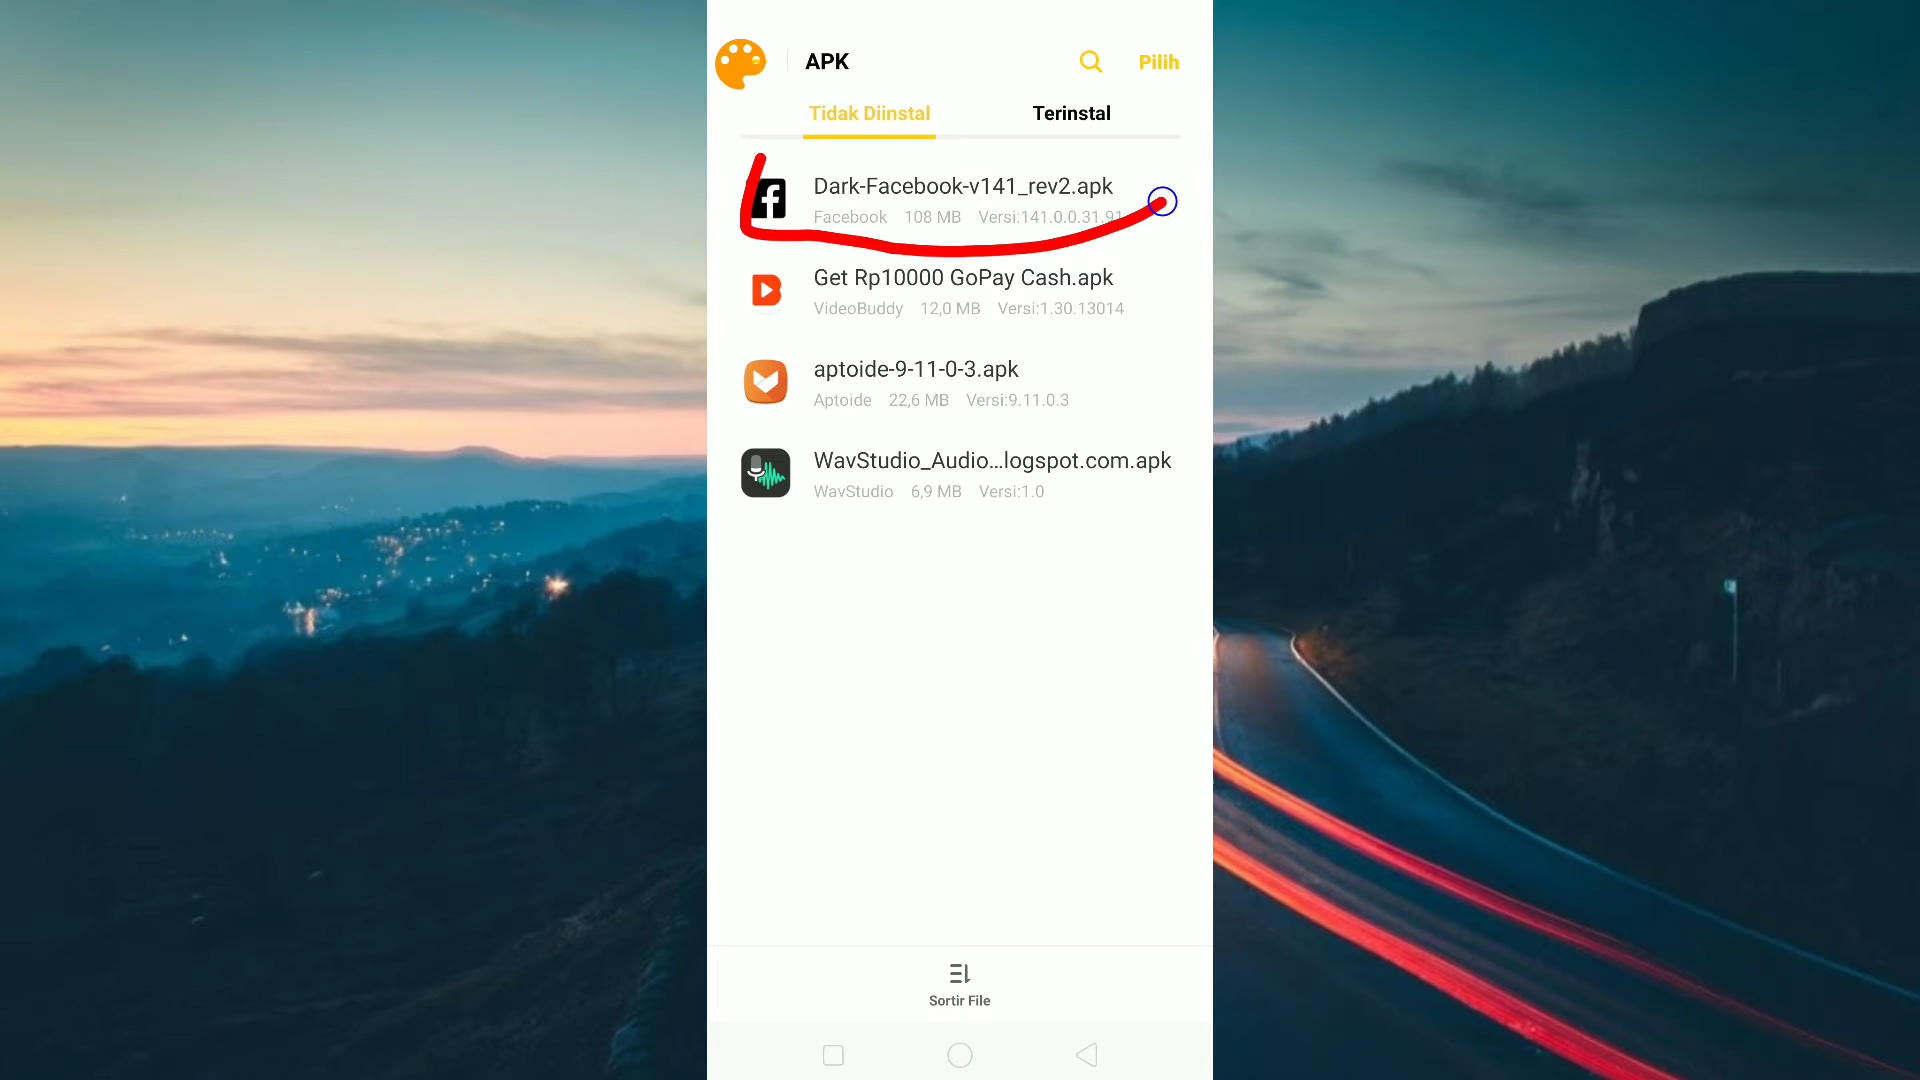 APK
Pilih
Tidak Diinstal
Terinstal
Dark-Facebook-v141_rev2.apk
Facebook 108 MB Versi:141.0.0.31.91
Get Rp10000 GoPay Cash.apk
VideoBuddy 12,0 MB Versi:1.30.13014
aptoide-9-11-0-3.apk
Aptoide 22,6 MB Versi:9.11.0.3
WavStudio_Audio...logspot.com.apk
WavStudio 6,9 MB Versi:1.0
Sortir File